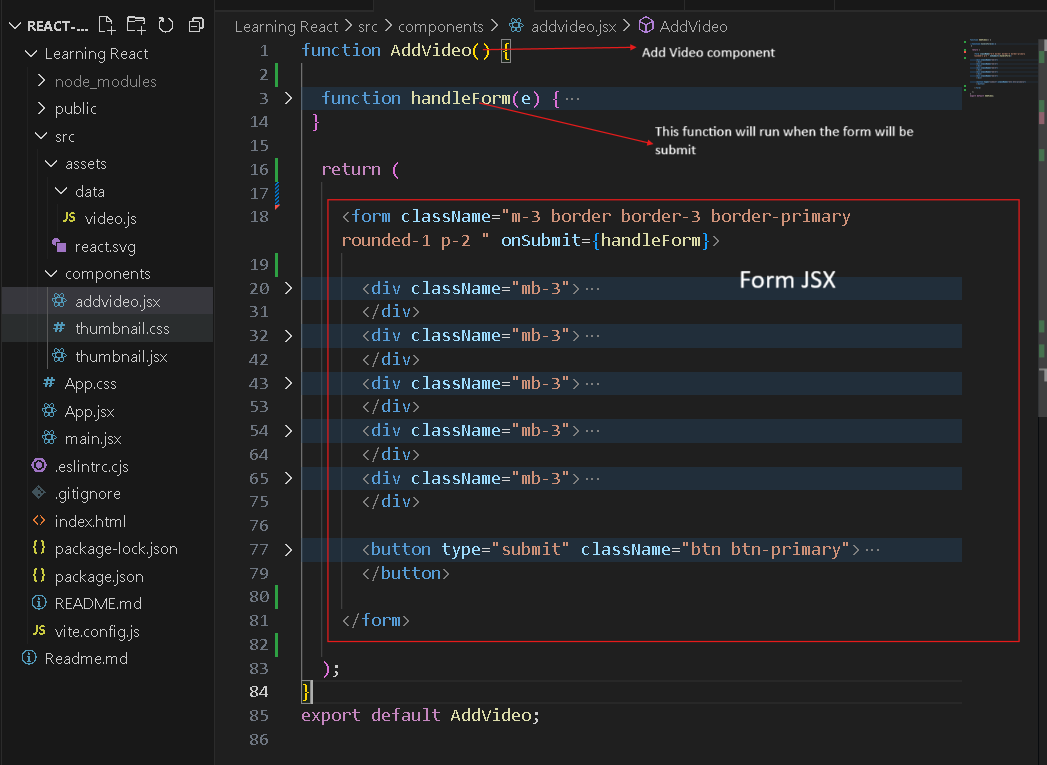 REACT-...
Learning React
node_modules
public
src
assets
data
JS video.js
react.svg
components
addvideo.jsx
# thumbnail.css
thumbnail.jsx
# App.css
App.jsx
main.jsx
.eslintrc.cjs
.gitignore
<> index.html
{} package-lock.json
{} package.json
README.md
JS vite.config.js
Readme.md
Learning React > src > components > addvideo.jsx > AddVideo
1 function AddVideo() {
Add Video component
2
3 function handleForm(e) { ...
This function will run when the form will be
submit
14 }
15
16 return (
17
18 <form className="m-3 border border-3 border-primary
rounded-1 p-2 " onSubmit={handleForm}>
19
Form JSX
20 <div className="mb-3"> ...
31 </div>
32 <div className="mb-3"> ...
42 </div>
43 <div className="mb-3"> ...
53 </div>
54 <div className="mb-3"> ...
64 </div>
65 <div className="mb-3"> ...
75 </div>
76
77 <button type="submit" className="btn btn-primary"> ...
79 </button>
80
81 </form>
82
83 );
84 }
85 export default AddVideo;
86